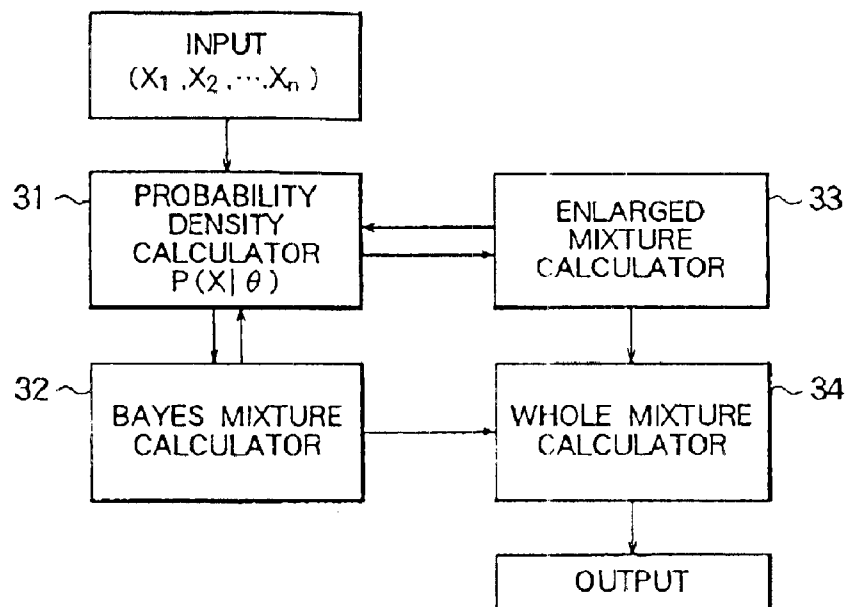 INPUT
(X1,X2,...,Xn)
31
PROBABILITY
DENSITY
CALCULATOR
P(X|θ)
33
ENLARGED
MIXTURE
CALCULATOR
32
BAYES MIXTURE
CALCULATOR
34
WHOLE MIXTURE
CALCULATOR
OUTPUT